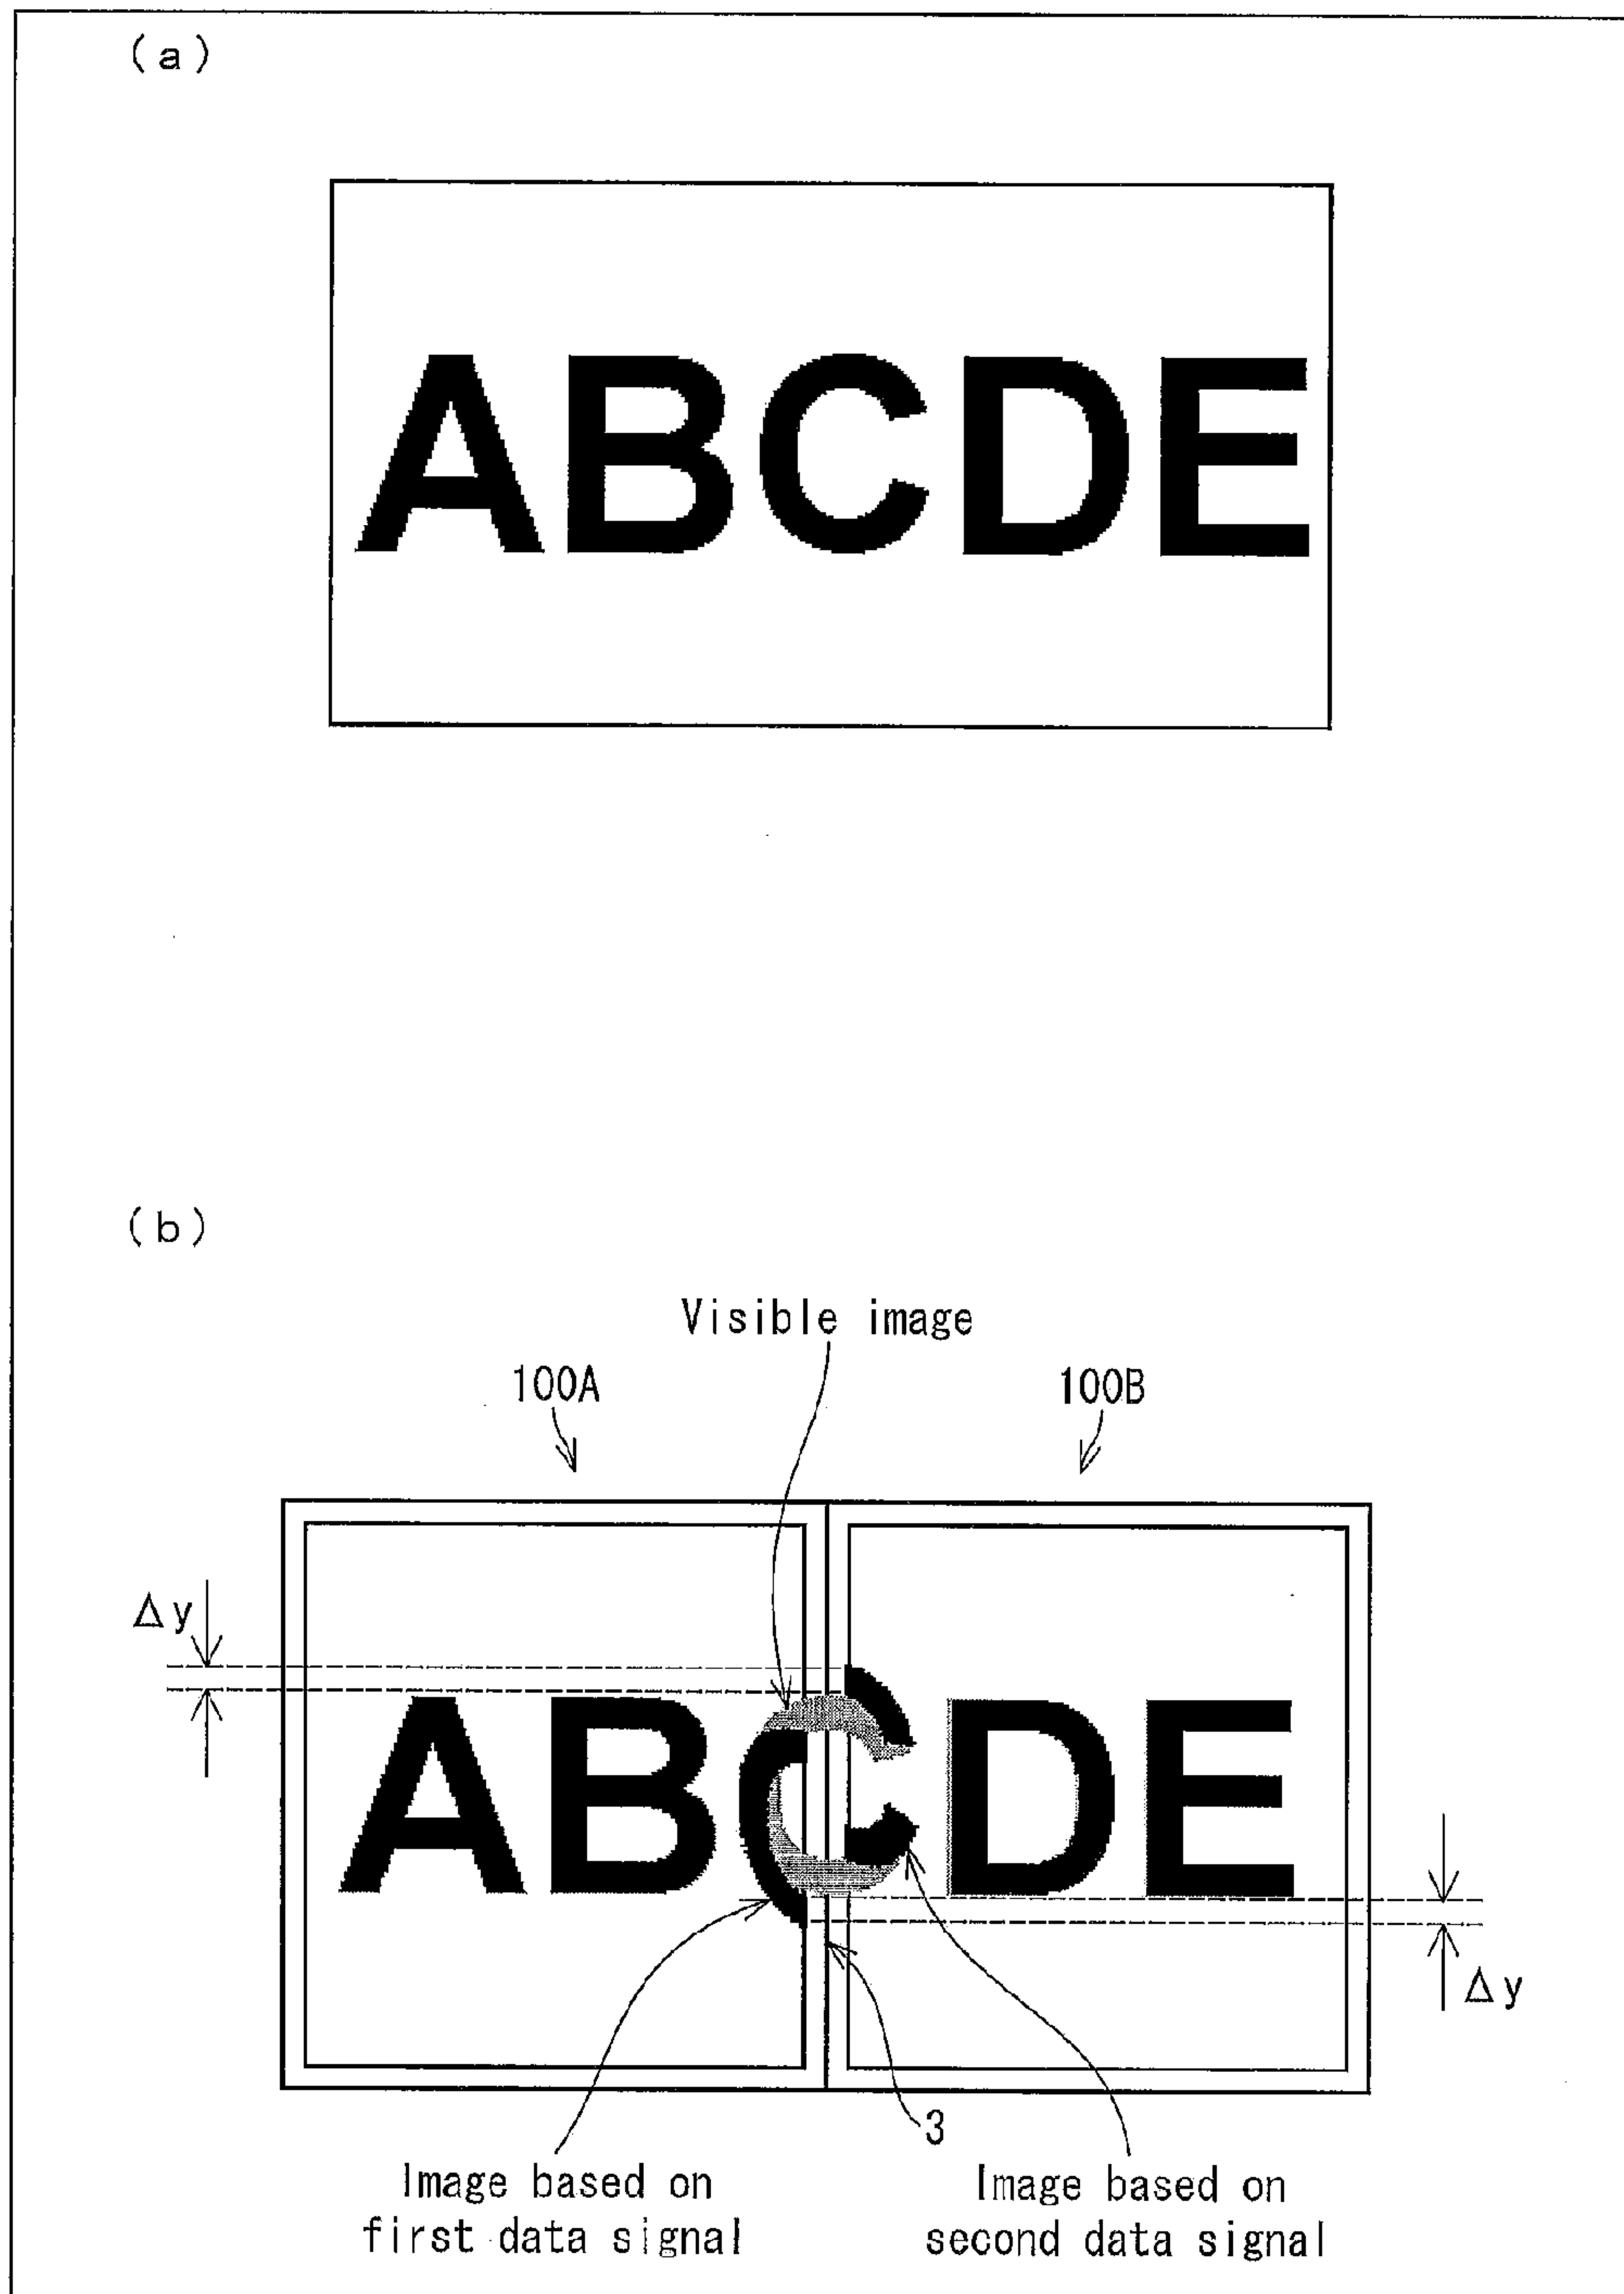 (a)
ABCDE
(b)
Visible image
100A
100B
Δy
ABCDE
Δy
3
Image based on
first data signal
Image based on
second data signal